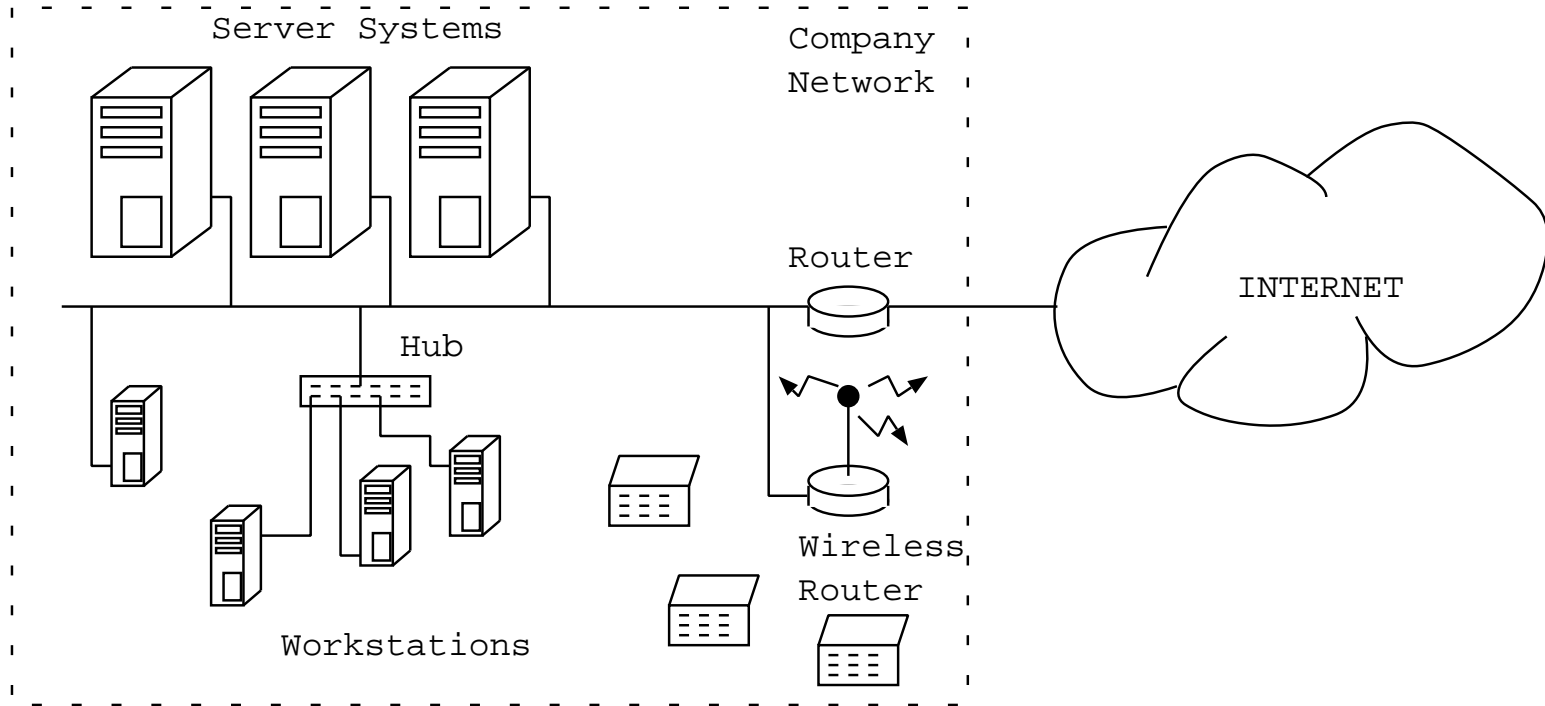 Server Systems
Company
Network
Router
INTERNET
Hub
Wireless
Router
Workstations